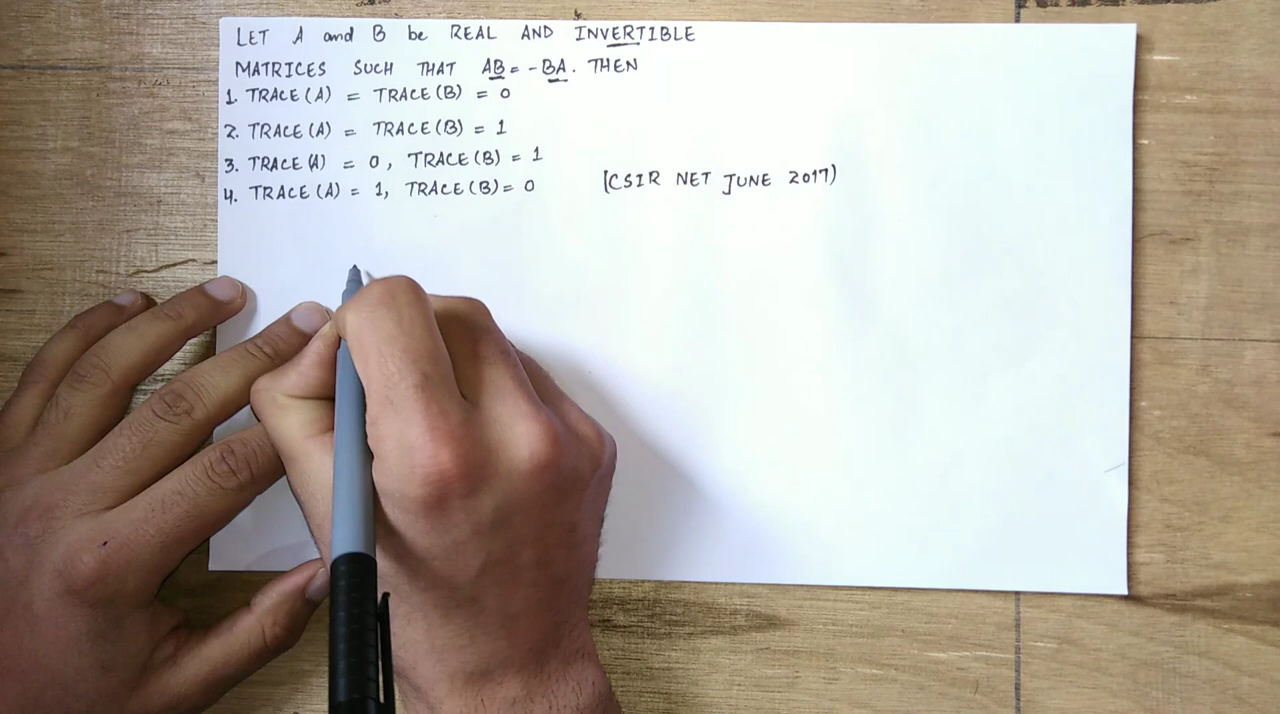 LET A and B be REAL AND INVERTIBLE
MATRICES SUCH THAT AB = -BA. THEN
1. TRACE(A) = TRACE(B) = 0
2. TRACE(A) = TRACE(B) = 1
3. TRACE(A) = 0, TRACE(B) = 1
4. TRACE(A) = 1, TRACE(B) = 0 (CSIR NET JUNE 2017)